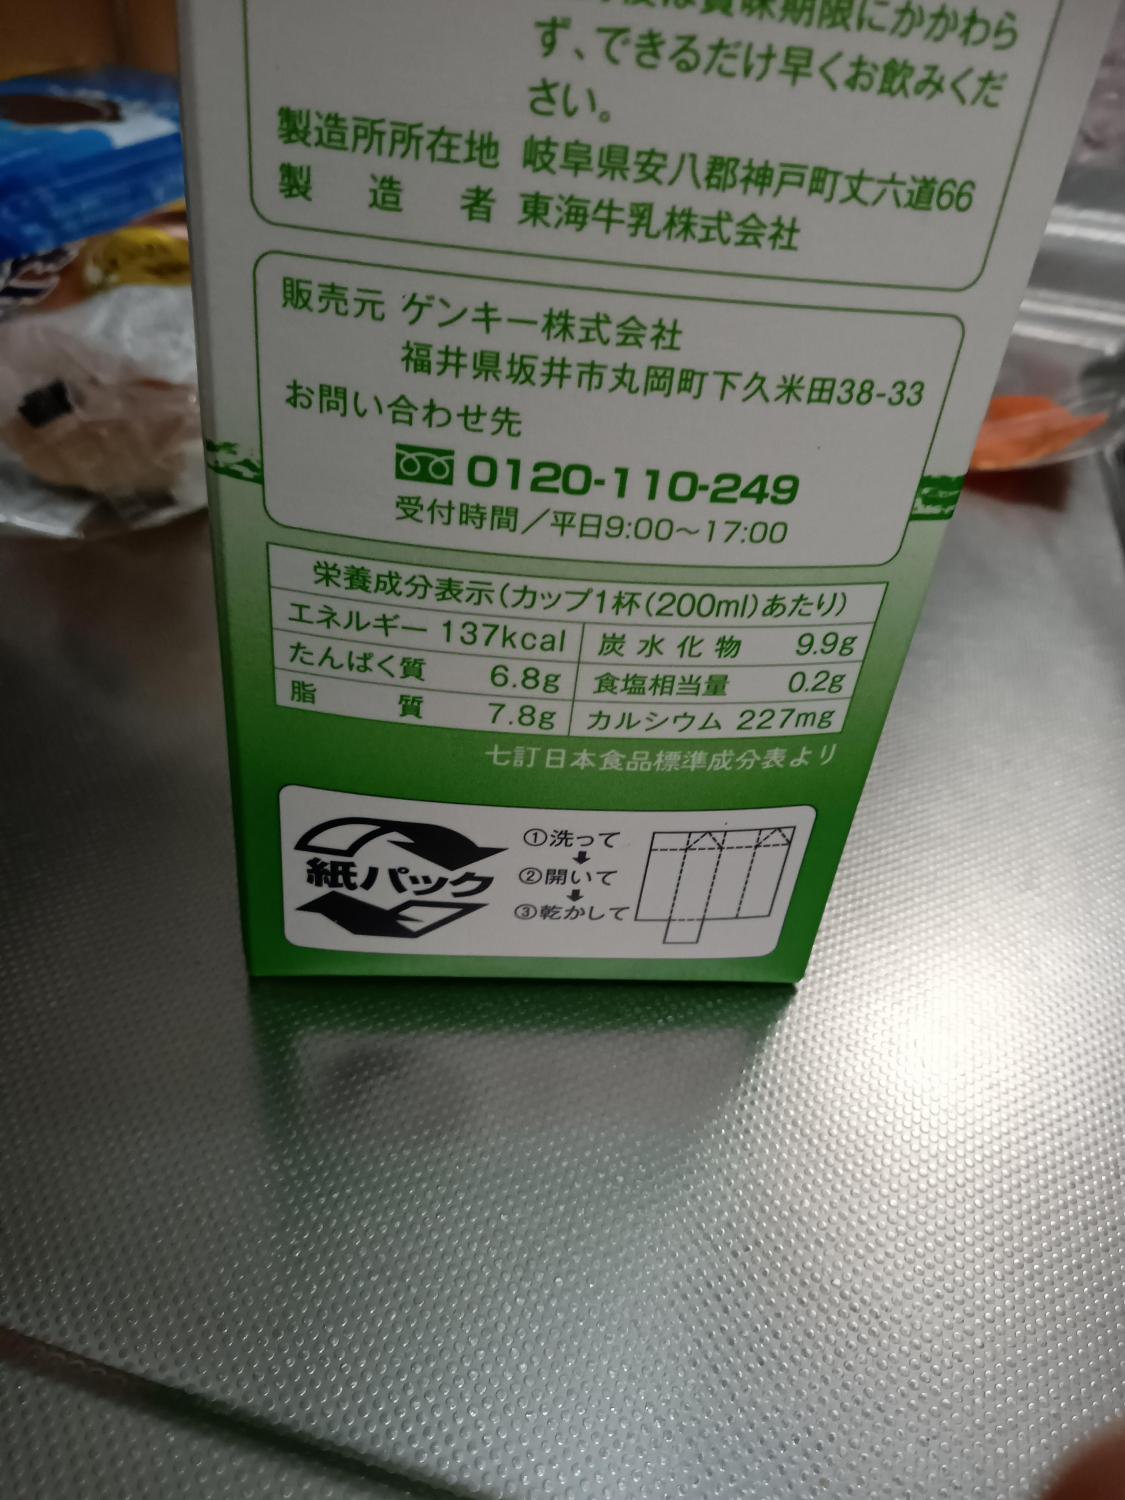 賞味期限にかかわら
ず、できるだけ早くお飲みくだ
さい。
製造所所在地 岐阜県安八郡神戸町丈六道66
製造者 東海牛乳株式会社
販売元 ゲンキー株式会社
福井県坂井市丸岡町下久米田38-33
お問い合わせ先
0120-110-249
受付時間／平日9:00～17:00
栄養成分表示(カップ1杯(200ml)あたり)
エネルギー 137kcal 炭水化物 9.9g
たんぱく質 6.8g 食塩相当量 0.2g
脂質 7.8g カルシウム 227mg
七訂日本食品標準成分表より
紙パック
①洗って
②開いて
③乾かして